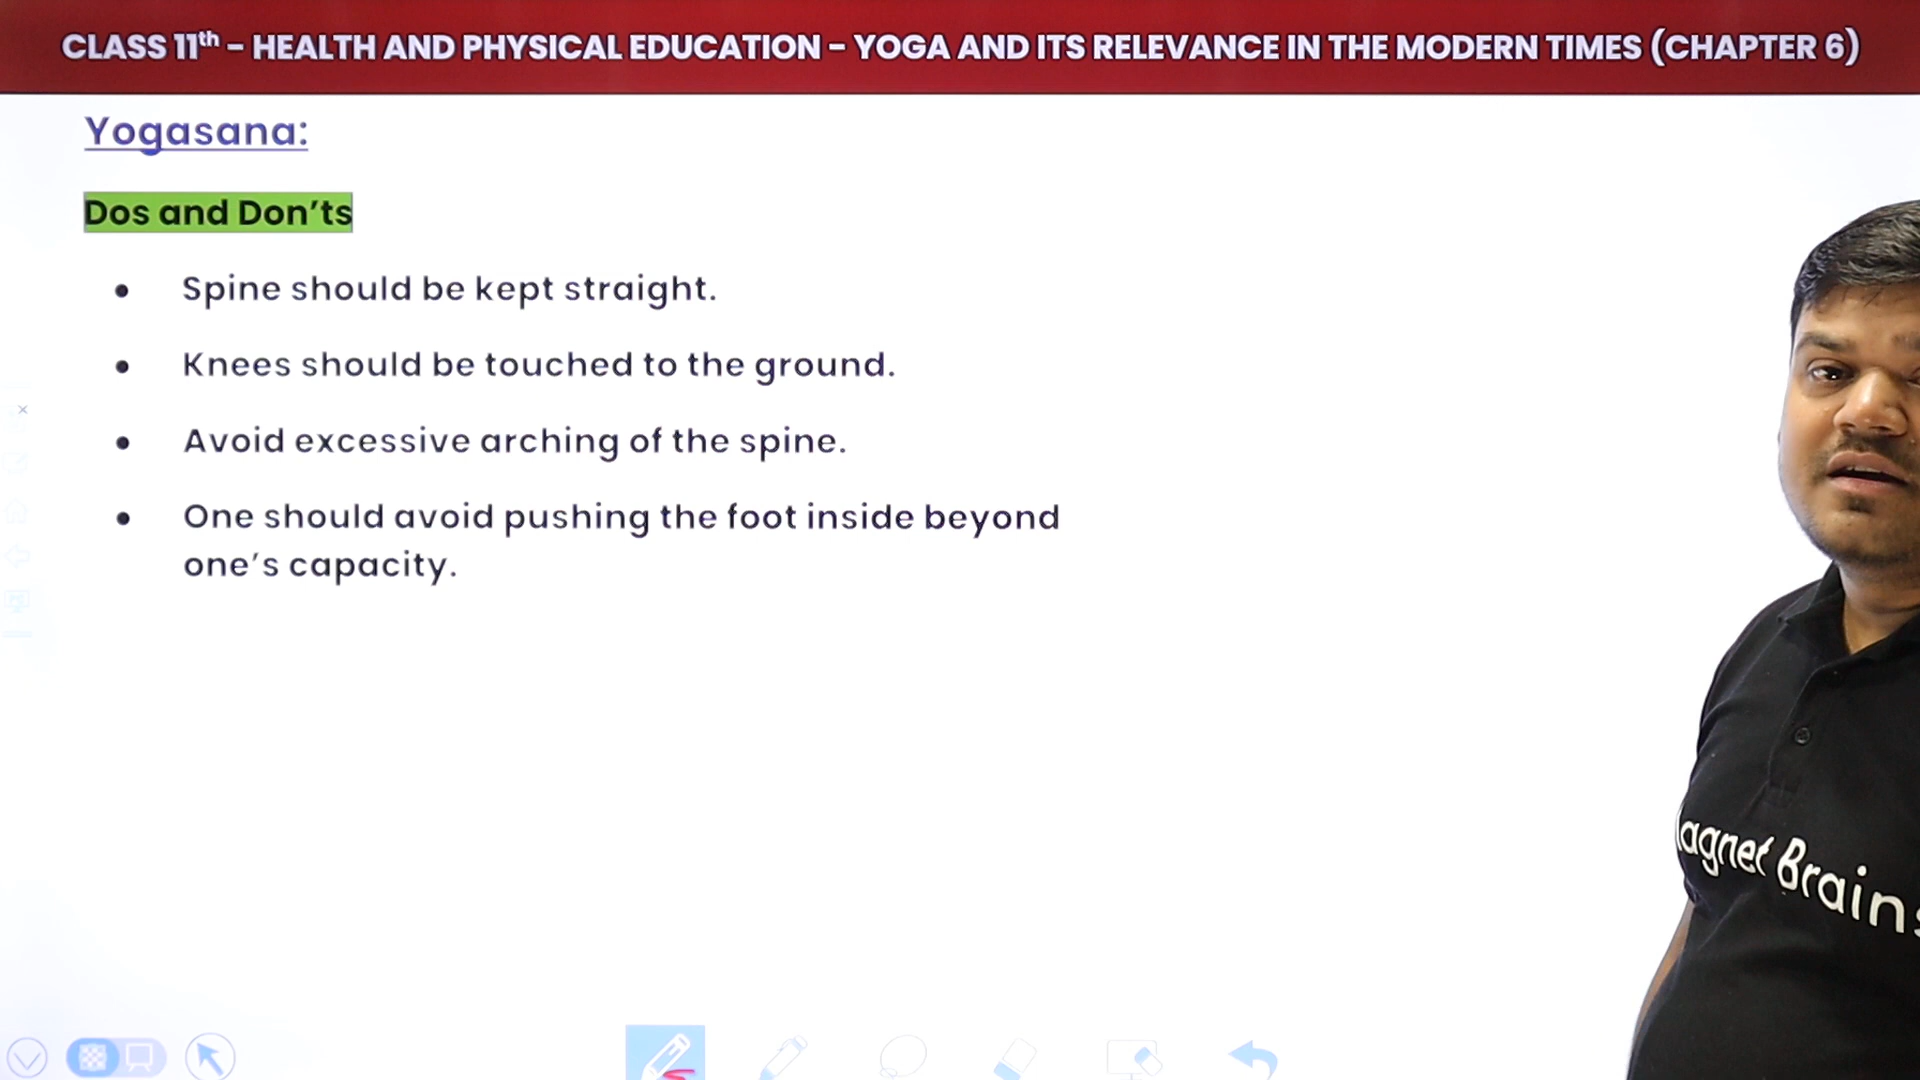 CLASS 11th – HEALTH AND PHYSICAL EDUCATION – YOGA AND ITS RELEVANCE IN THE MODERN TIMES (CHAPTER 6)
Yogasana:
Dos and Don’ts
• Spine should be kept straight.
• Knees should be touched to the ground.
• Avoid excessive arching of the spine.
• One should avoid pushing the foot inside beyond
one’s capacity.
agnet Brains